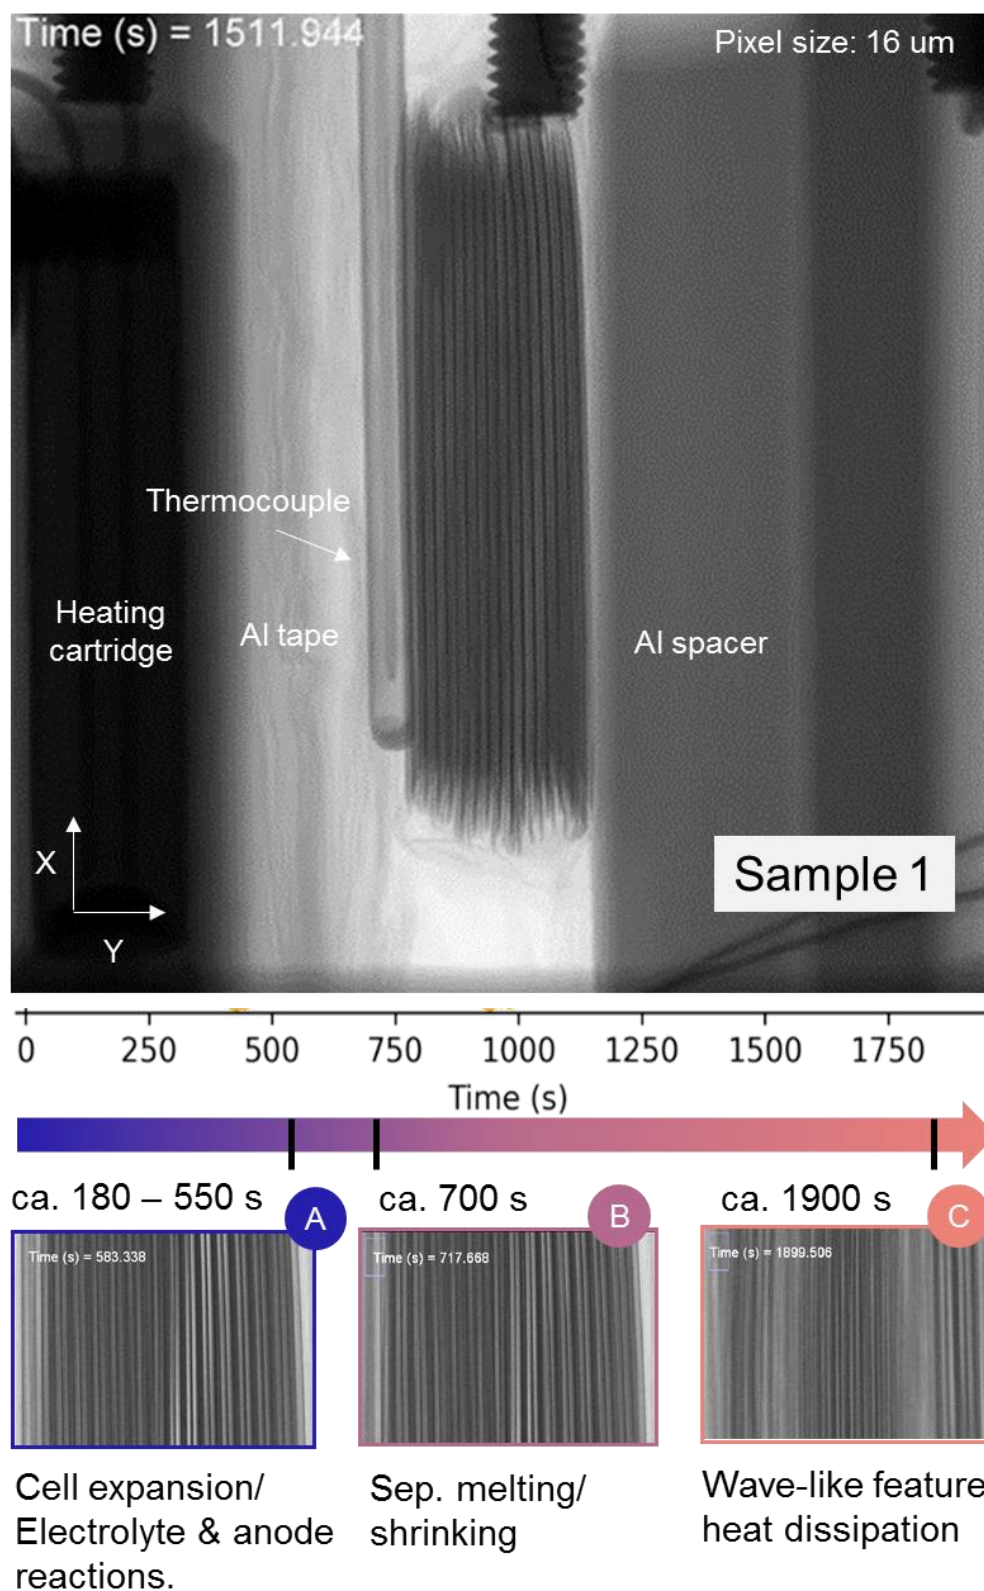 Time (s) = 1511.944
Pixel size: 16 um
Thermocouple
Heating
cartridge
Al tape
Al spacer
X
Y
Sample 1
0 250 500 750 1000 1250 1500 1750
Time (s)
ca. 180 – 550 s
A
ca. 700 s
B
ca. 1900 s
C
Time (s) = 583.338
Time (s) = 717.668
Time (s) = 1899.506
Cell expansion/
Electrolyte & anode
reactions.
Sep. melting/
shrinking
Wave-like feature
heat dissipation